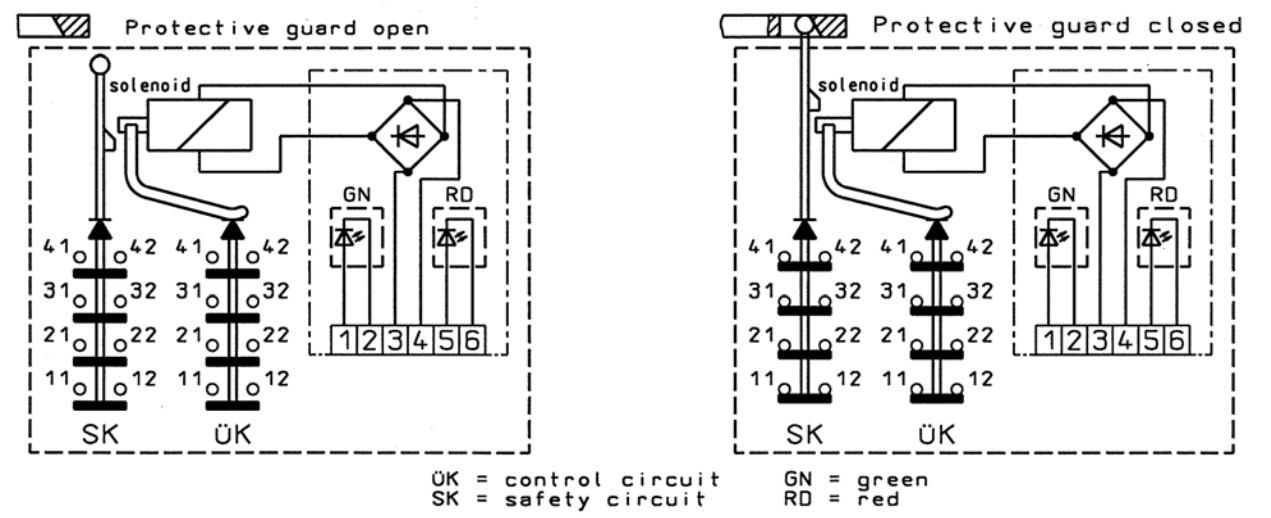 Protective guard open
solenoid
GN RD
41 42 41 42
31 32 31 32
21 22 21 22
11 12 11 12
1 2 3 4 5 6
SK ÜK
Protective guard closed
solenoid
GN RD
41 42 41 42
31 32 31 32
21 22 21 22
11 12 11 12
1 2 3 4 5 6
SK ÜK
ÜK = control circuit GN = green
SK = safety circuit RD = red